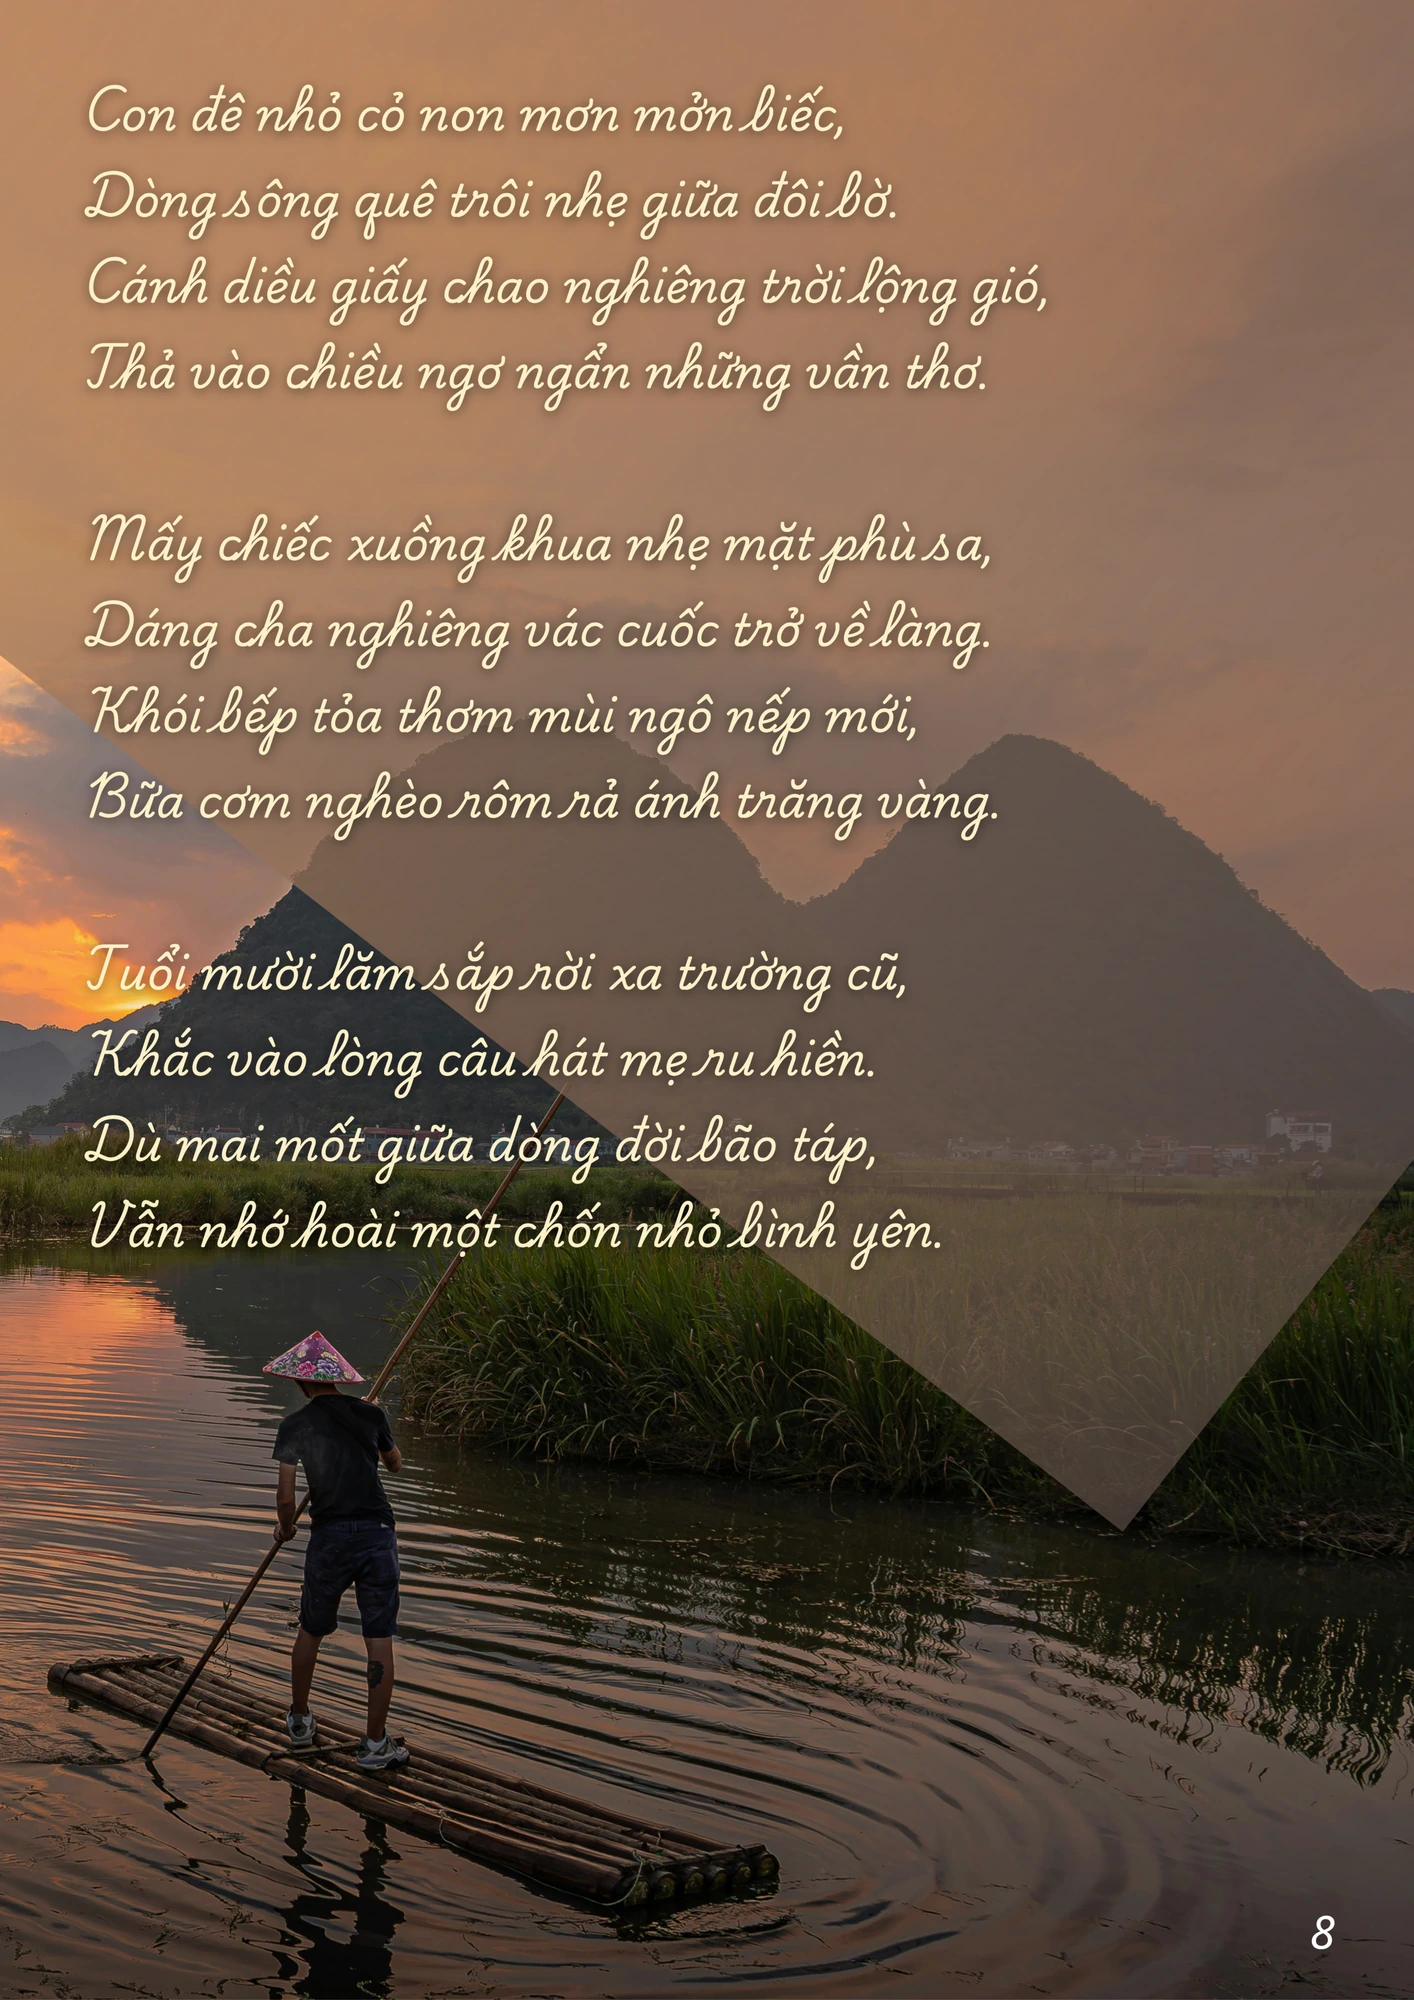 Con đê nhỏ cỏ non mơn mởn biếc,
Dòng sông quê trôi nhẹ giữa đôi bờ.
Cánh diều giấy chao nghiêng trời lộng gió,
Thả vào chiều ngơ ngẩn những vần thơ.
Mấy chiếc xuồng khua nhẹ mặt phù sa,
Dáng cha nghiêng vác cuốc trở về làng.
Khói bếp tỏa thơm mùi ngô nếp mới,
Bữa cơm nghèo rôm rả ánh trăng vàng.
Tuổi mười lăm sắp rời xa trường cũ,
Khắc vào lòng câu hát mẹ ru hiền.
Dù mai mốt giữa dòng đời bão táp,
Vẫn nhớ hoài một chốn nhỏ bình yên.
8